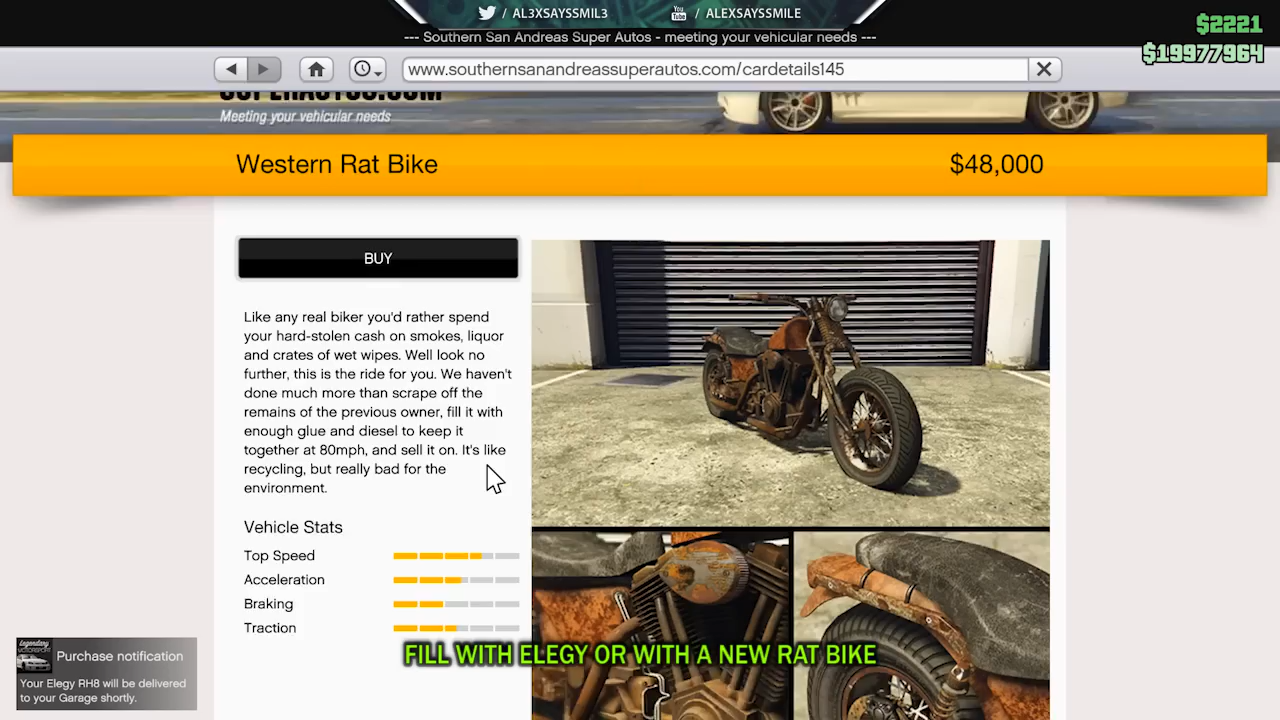 / AL3XSAYSSMIL3
You Tube / ALEXSAYSSMILE
--- Southern San Andreas Super Autos - meeting your vehicular needs ---
$2221
$19977964
www.southernsanandreassuperautos.com/cardetails145
SUPERAUTOS.COM
Meeting your vehicular needs
Western Rat Bike
$48,000
BUY
Like any real biker you'd rather spend
your hard-stolen cash on smokes, liquor
and crates of wet wipes. Well look no
further, this is the ride for you. We haven't
done much more than scrape off the
remains of the previous owner, fill it with
enough glue and diesel to keep it
together at 80mph, and sell it on. It's like
recycling, but really bad for the
environment.
Vehicle Stats
Top Speed
Acceleration
Braking
Traction
Legendary
MOTORSPORT
Purchase notification
Your Elegy RH8 will be delivered
to your Garage shortly.
FILL WITH ELEGY OR WITH A NEW RAT BIKE